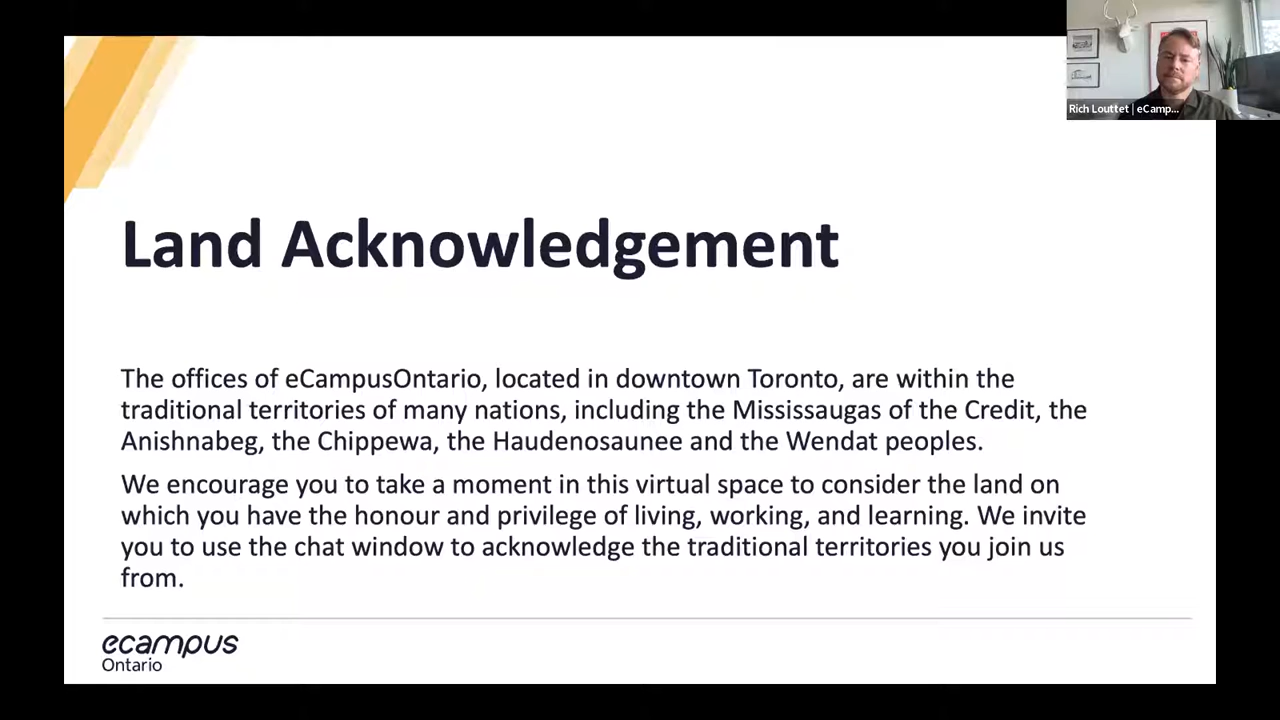 Rich Louttet | eCamp...
Land Acknowledgement
The offices of eCampusOntario, located in downtown Toronto, are within the
traditional territories of many nations, including the Mississaugas of the Credit, the
Anishnabeg, the Chippewa, the Haudenosaunee and the Wendat peoples.
We encourage you to take a moment in this virtual space to consider the land on
which you have the honour and privilege of living, working, and learning. We invite
you to use the chat window to acknowledge the traditional territories you join us
from.
ecampus
Ontario